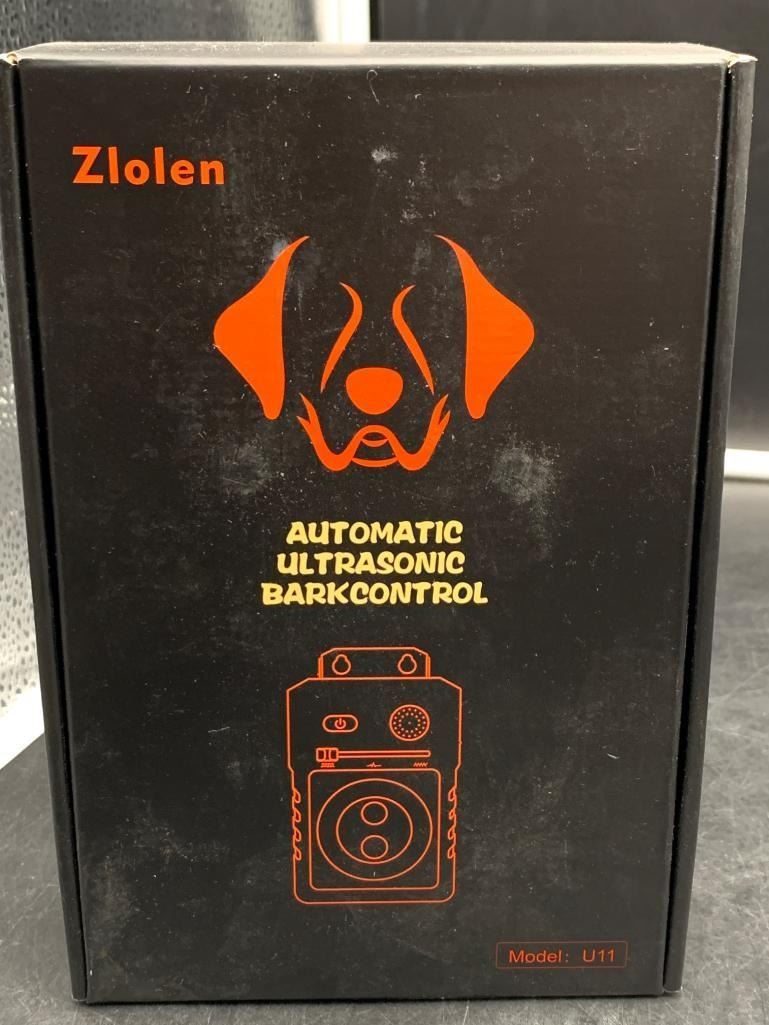 Zlolen
AUTOMATIC
ULTRASONIC
BARKCONTROL
Model: U11